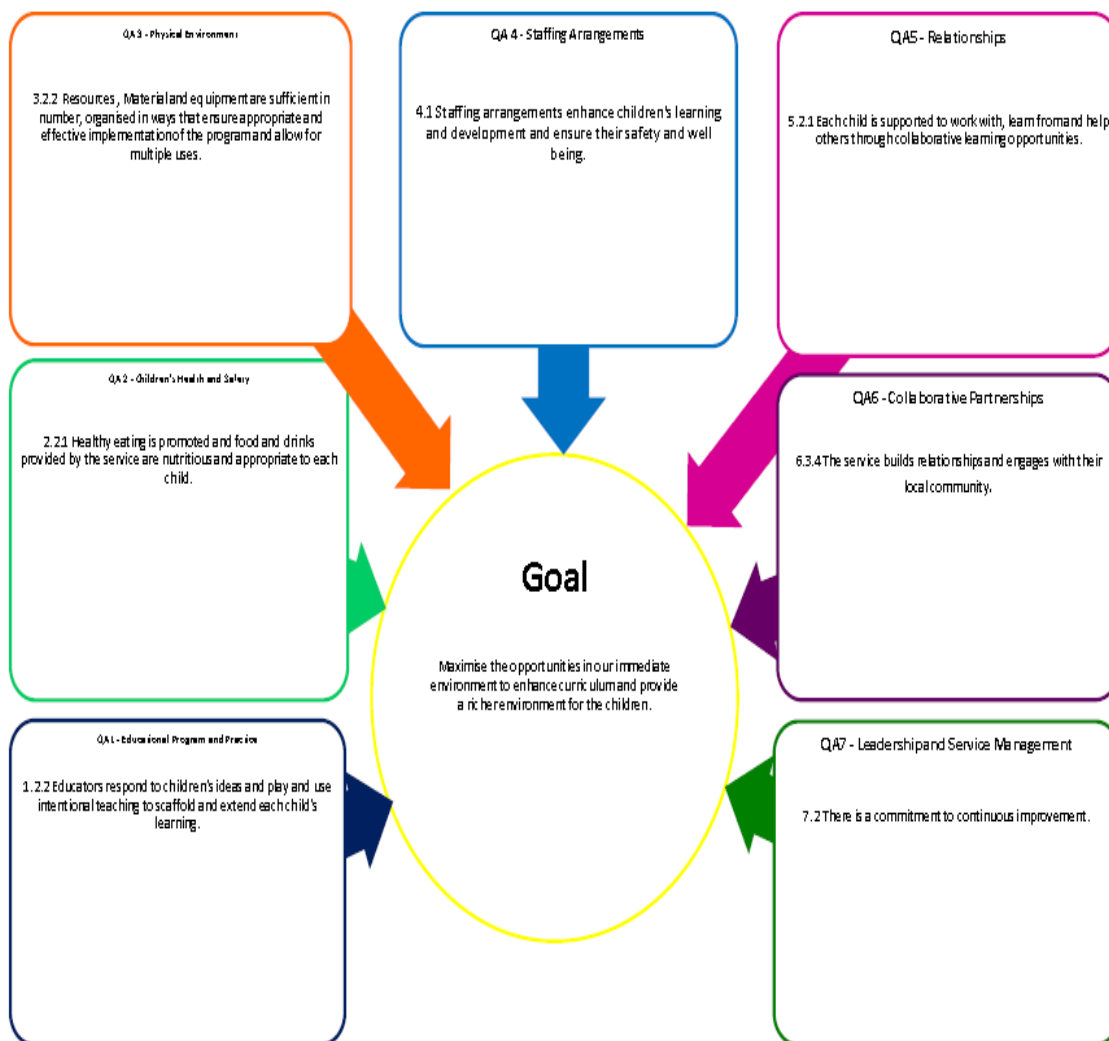 QA 3 - Physical Environment
3.2.2 Resources , Material and equipment are sufficient in
number, organised in ways that ensure appropriate and
effective implementation of the program and allow for
multiple uses.
QA 4 - Staffing Arrangements
4.1 Staffing arrangements enhance children's learning
and development and ensure their safety and well
being.
QA5 - Relationships
5.2.1 Each child is supported to work with, learn from and help
others through collaborative learning opportunities.
QA 2 - Children's Health and Safety
2.2.1 Healthy eating is promoted and food and drinks
provided by the service are nutritious and appropriate to each
child.
QA6 - Collaborative Partnerships
6.3.4 The service builds relationships and engages with their
local community.
Goal
Maximise the opportunities in our immediate
environment to enhance curriculum and provide
a richer environment for the children.
QA1 - Educational Program and Practice
1.2.2 Educators respond to children's ideas and play and use
intentional teaching to scaffold and extend each child's
learning.
QA7 - Leadership and Service Management
7.2 There is a commitment to continuous improvement.